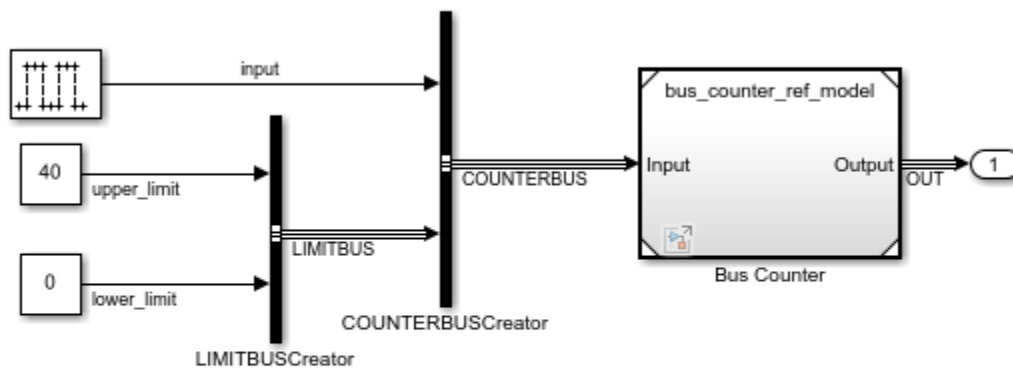 input
bus_counter_ref_model
40
upper_limit
COUNTERBUS
Input
Output
OUT
1
LIMITBUS
0
lower_limit
Bus Counter
COUNTERBUSCreator
LIMITBUSCreator